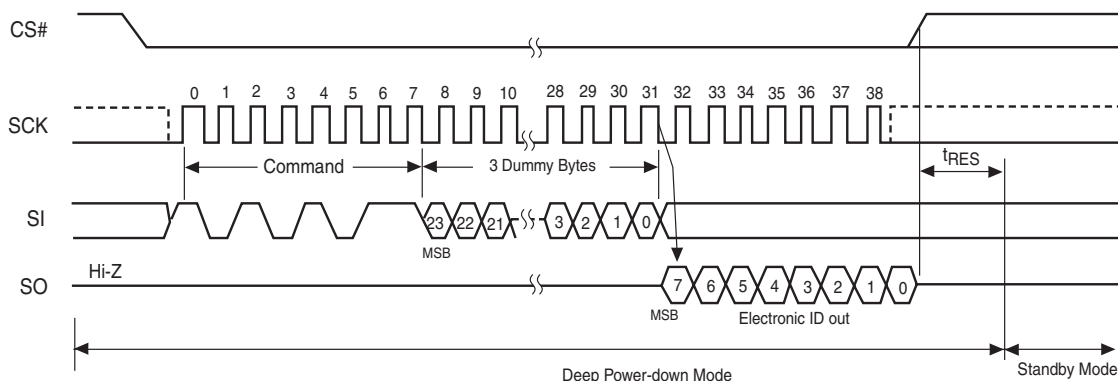 CS#
0 1 2 3 4 5 6 7 8 9 10 28 29 30 31 32 33 34 35 36 37 38
SCK
Command 3 Dummy Bytes tRES
SI 23 22 21 3 2 1 0
MSB
Hi-Z
SO 7 6 5 4 3 2 1 0
MSB Electronic ID out
Deep Power-down Mode Standby Mode